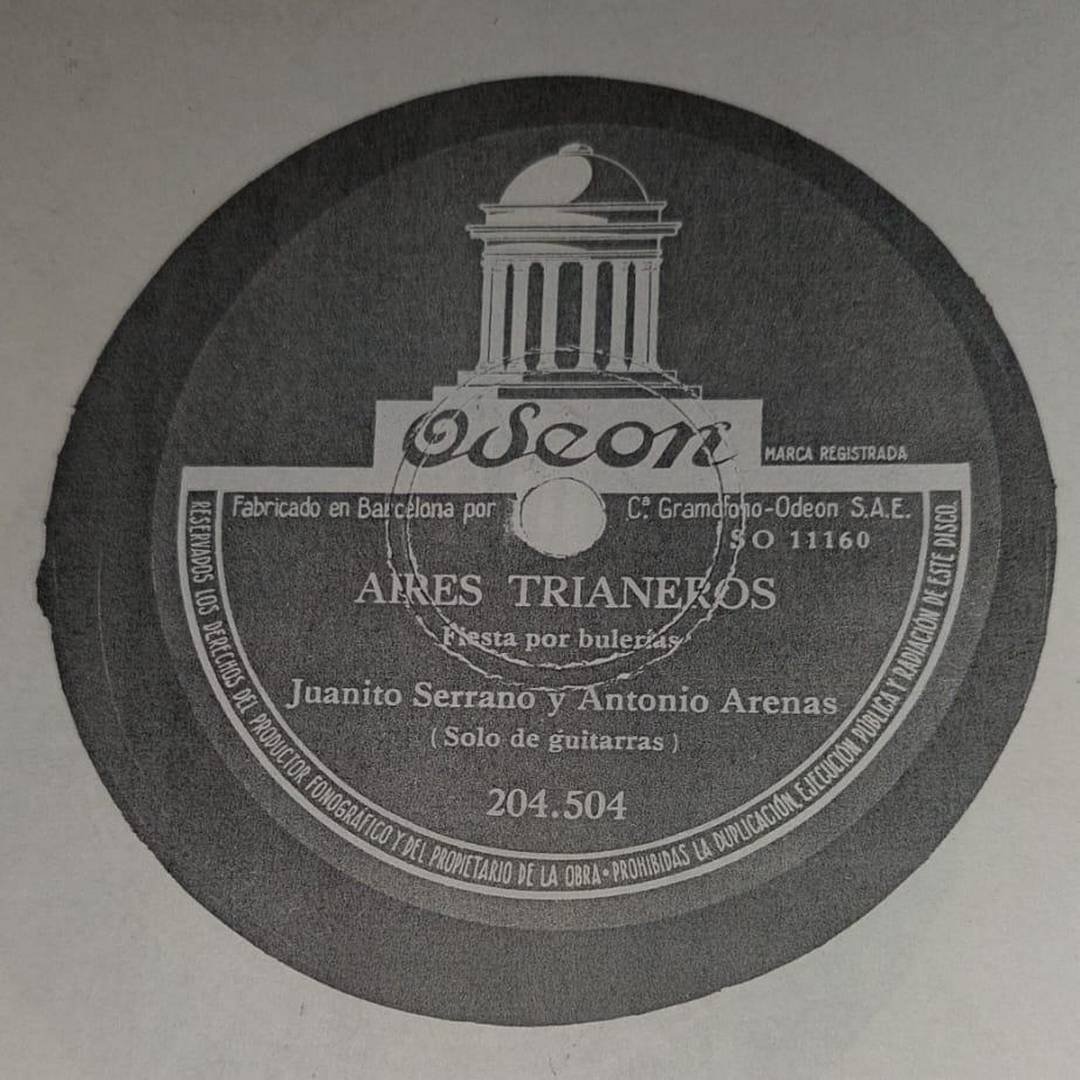 Odeon
MARCA REGISTRADA
Fabricado en Barcelona por Cª. Gramófono-Odeon S.A.E.
SO 11160
AIRES TRIANEROS
Fiesta por bulerías
Juanito Serrano y Antonio Arenas
(Solo de guitarras)
204.504
RESERVADOS LOS DERECHOS DEL PRODUCTOR FONOGRÁFICO Y DEL PROPIETARIO DE LA OBRA • PROHIBIDAS LA DUPLICACIÓN, EJECUCIÓN PÚBLICA Y RADIACIÓN DE ESTE DISCO.